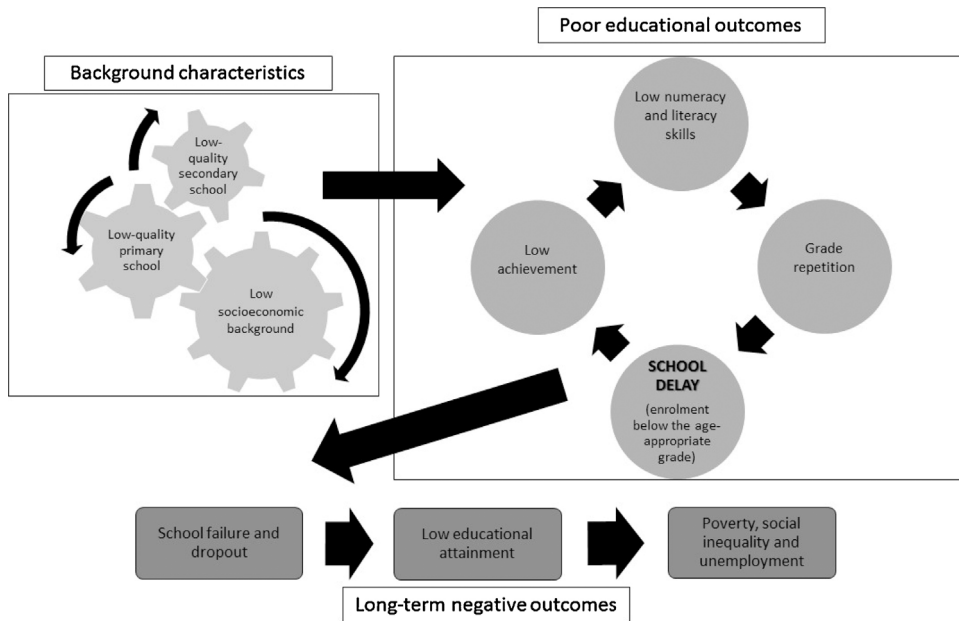 Poor educational outcomes
Background characteristics
Low-
quality
secondary
school
Low-quality
primary
school
Low
socioeconomic
background
Low numeracy
and literacy
skills
Grade
repetition
SCHOOL
DELAY
(enrolment
below the age-
appropriate
grade)
Low
achievement
School failure and
dropout
Low educational
attainment
Poverty, social
inequality and
unemployment
Long-term negative outcomes